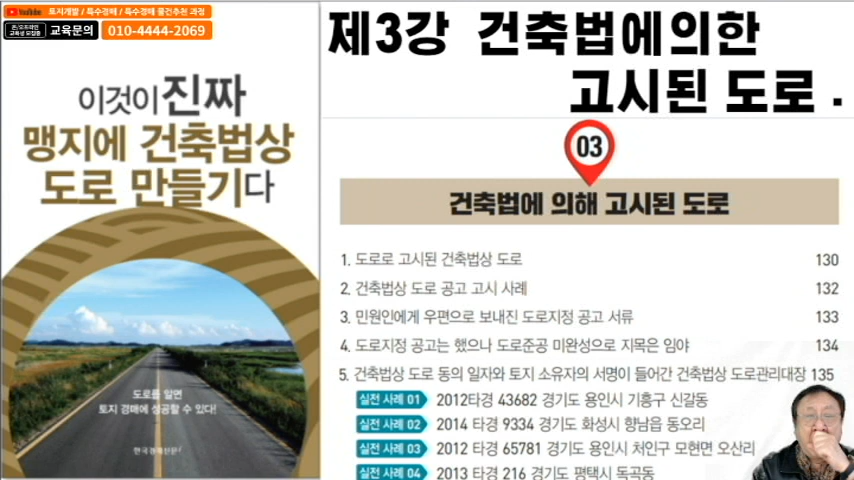 YouTube 토지개발 / 특수경매 / 특수경매 물건추천 과정
온/오프라인
교육생 모집중
교육문의 010-4444-2069
이것이 진짜
맹지에 건축법상
도로 만들기다
도로를 알면
토지 경매에 성공할 수 있다!
한국경제신문i
제3강 건축법에의한
고시된 도로 .
03
건축법에 의해 고시된 도로
1. 도로로 고시된 건축법상 도로 130
2. 건축법상 도로 공고 고시 사례 132
3. 민원인에게 우편으로 보내진 도로지정 공고 서류 133
4. 도로지정 공고는 했으나 도로준공 미완성으로 지목은 임야 134
5. 건축법상 도로 동의 일자와 토지 소유자의 서명이 들어간 건축법상 도로관리대장 135
실전 사례 01 2012타경 43682 경기도 용인시 기흥구 신갈동
실전 사례 02 2014 타경 9334 경기도 화성시 향남읍 동오리
실전 사례 03 2012 타경 65781 경기도 용인시 처인구 모현면 오산리
실전 사례 04 2013 타경 216 경기도 평택시 독곡동